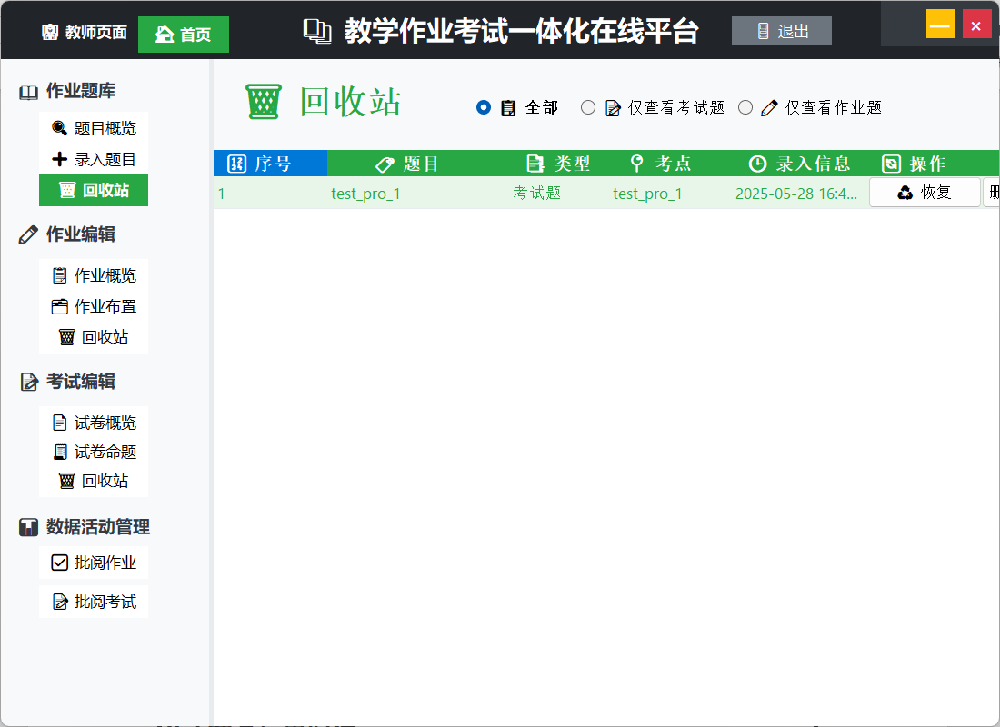 教师页面 首页 教学作业考试一体化在线平台 退出
作业题库
题目概览
录入题目
回收站
作业编辑
作业概览
作业布置
回收站
考试编辑
试卷概览
试卷命题
回收站
数据活动管理
批阅作业
批阅考试
回收站 全部 仅查看考试题 仅查看作业题
序号 题目 类型 考点 录入信息 操作
1 test_pro_1 考试题 test_pro_1 2025-05-28 16:4... 恢复 删